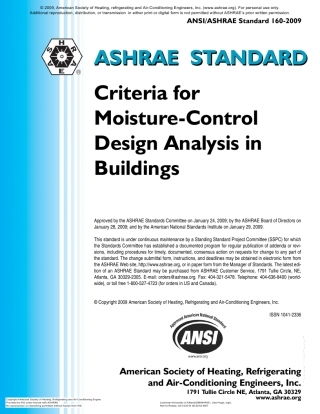 © 2009, American Society of Heating, refrigerating and Air-Conditioning Engineers, Inc. (www.ashrae.org). For personal use only.
Additional reproduction, distribution, or transmission in either print or digital form is not permitted without ASHRAE's prior written permission.
ANSI/ASHRAE Standard 160-2009
ASHRAE STANDARD
Criteria for
Moisture-Control
Design Analysis in
Buildings
Approved by the ASHRAE Standards Committee on January 24, 2009; by the ASHRAE Board of Directors on
January 28, 2009; and by the American National Standards Institute on January 29, 2009.
This standard is under continuous maintenance by a Standing Standard Project Committee (SSPC) for which
the Standards Committee has established a documented program for regular publication of addenda or revi-
sions, including procedures for timely, documented, consensus action on requests for change to any part of
the standard. The change submittal form, instructions, and deadlines may be obtained in electronic form from
the ASHRAE Web site, http://www.ashrae.org, or in paper form from the Manager of Standards. The latest edi-
tion of an ASHRAE Standard may be purchased from ASHRAE Customer Service, 1791 Tullie Circle, NE,
Atlanta, GA 30329-2305. E-mail: orders@ashrae.org. Fax: 404-321-5478. Telephone: 404-636-8400 (world-
wide), or toll free 1-800-527-4723 (for orders in US and Canada).
© Copyright 2009 American Society of Heating, Refrigerating and Air-Conditioning Engineers, Inc.
ISSN 1041-2336
Approved American National Standard
ANSI
www.ansi.org
American Society of Heating, Refrigerating
and Air-Conditioning Engineers, Inc.
1791 Tullie Circle NE, Atlanta, GA 30329
www.ashrae.org